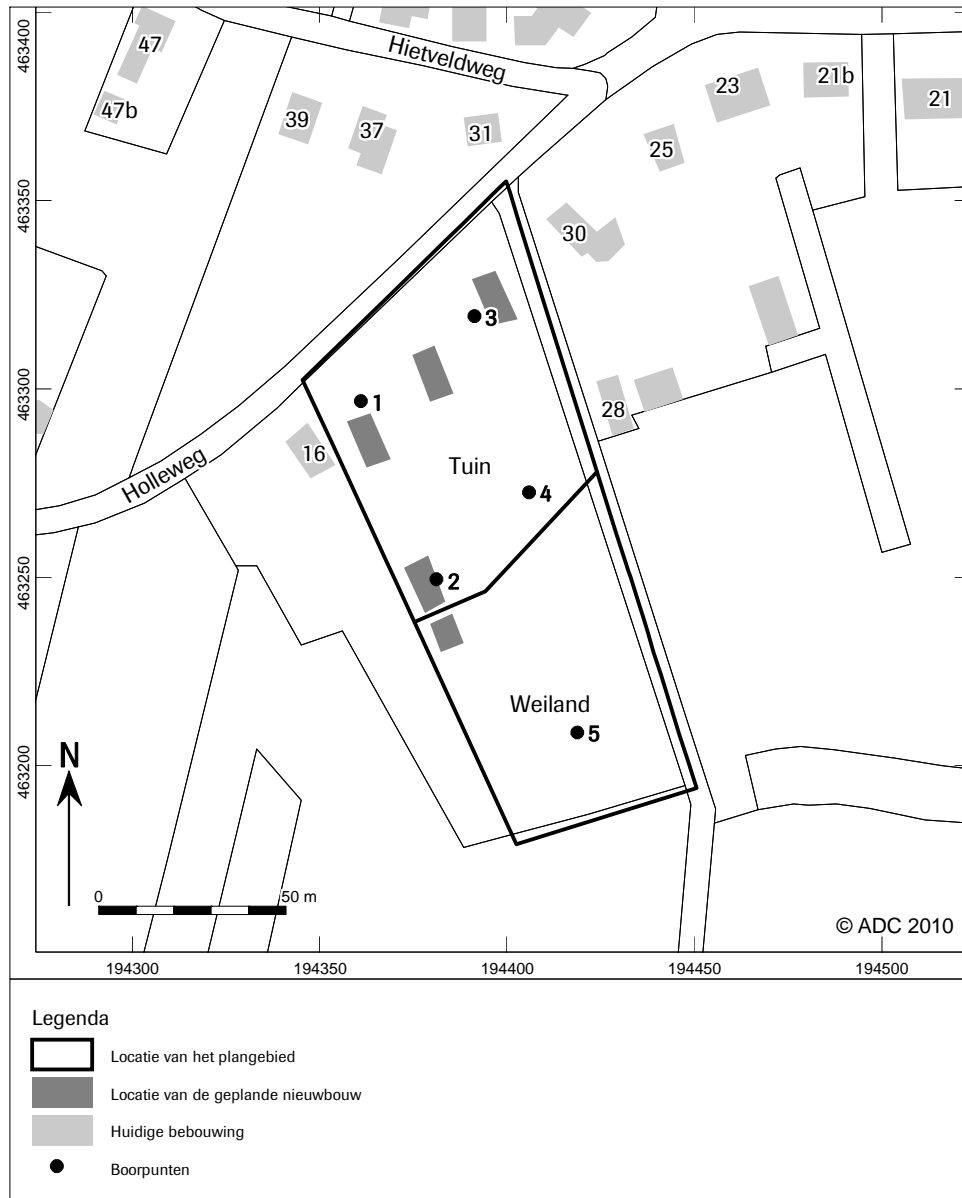 463400
47
Hietveldweg
23
21b
21
47b
39
37
31
25
463350
30
3
463300
1
28
16
Tuin
Holleweg
4
463250
2
Weiland
5
463200
N
0
50 m
© ADC 2010
194300
194350
194400
194450
194500
Legenda
Locatie van het plangebied
Locatie van de geplande nieuwbouw
Huidige bebouwing
Boorpunten